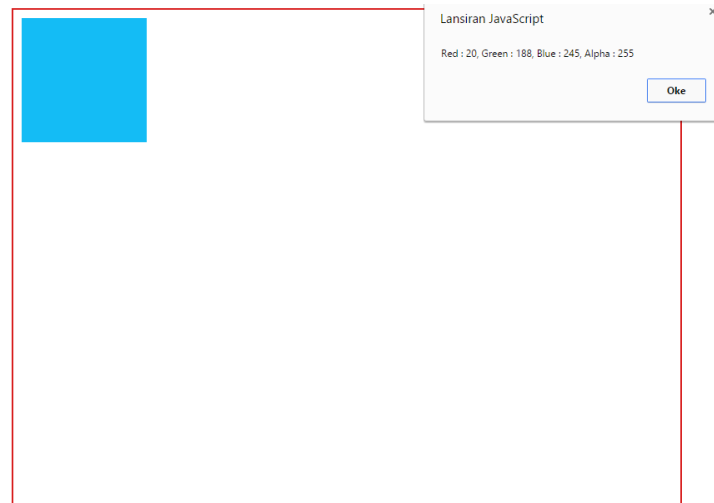 Lansiran JavaScript
Red : 20, Green : 188, Blue : 245, Alpha : 255
Oke